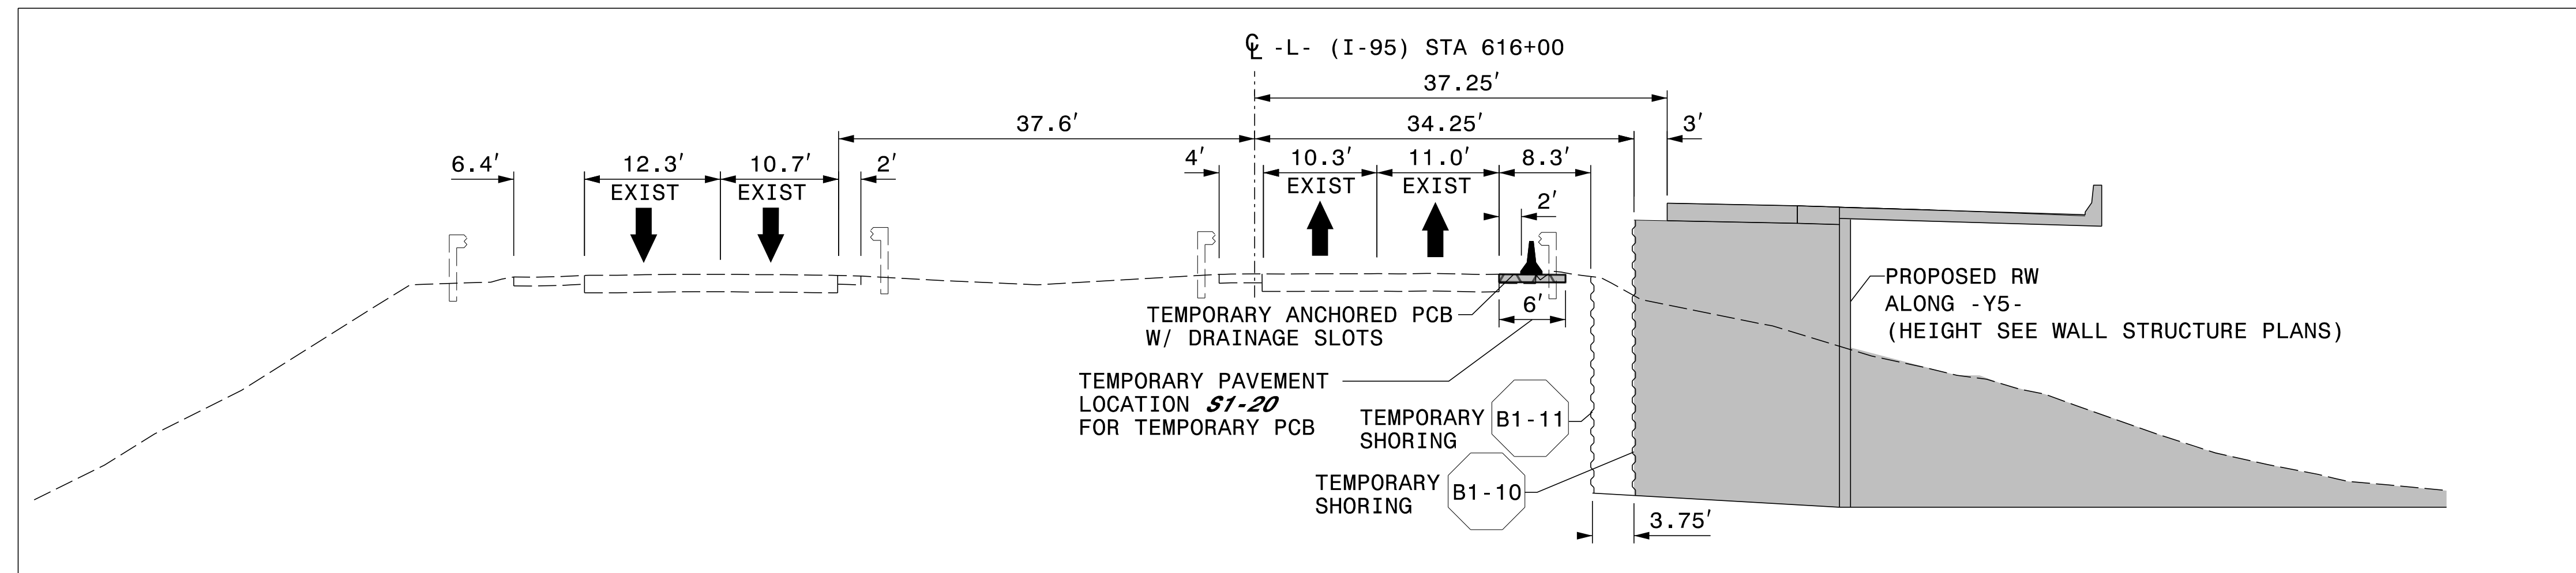 ℄ -L- (I-95) STA 616+00
37.25'
37.6'
34.25'
3'
6.4'
12.3'
10.7'
2'
4'
10.3'
11.0'
8.3'
EXIST
EXIST
EXIST
EXIST
2'
TEMPORARY ANCHORED PCB
W/ DRAINAGE SLOTS
6'
PROPOSED RW
ALONG -Y5-
(HEIGHT SEE WALL STRUCTURE PLANS)
TEMPORARY PAVEMENT
LOCATION S1-20
FOR TEMPORARY PCB
TEMPORARY
SHORING
B1-11
TEMPORARY
SHORING
B1-10
3.75'